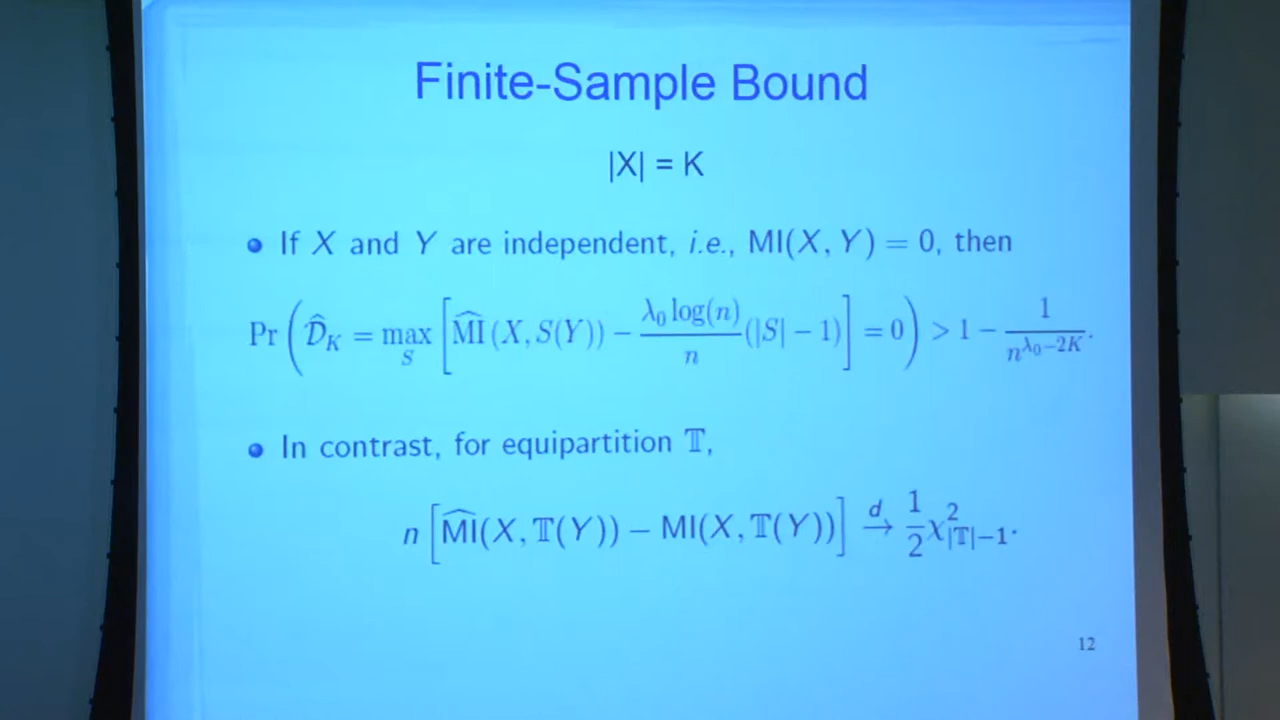 Finite-Sample Bound
|X| = K
• If X and Y are independent, i.e., MI(X, Y) = 0, then
Pr ( D̂_K = max_S [ M̂I (X, S(Y)) − λ₀ log(n)/n (|S| − 1) ] = 0 ) > 1 − 1/n^{λ₀−2K}.
• In contrast, for equipartition 𝕋,
n [ M̂I(X, 𝕋(Y)) − MI(X, 𝕋(Y)) ] →^d 1/2 χ²_{|𝕋|−1}.
12